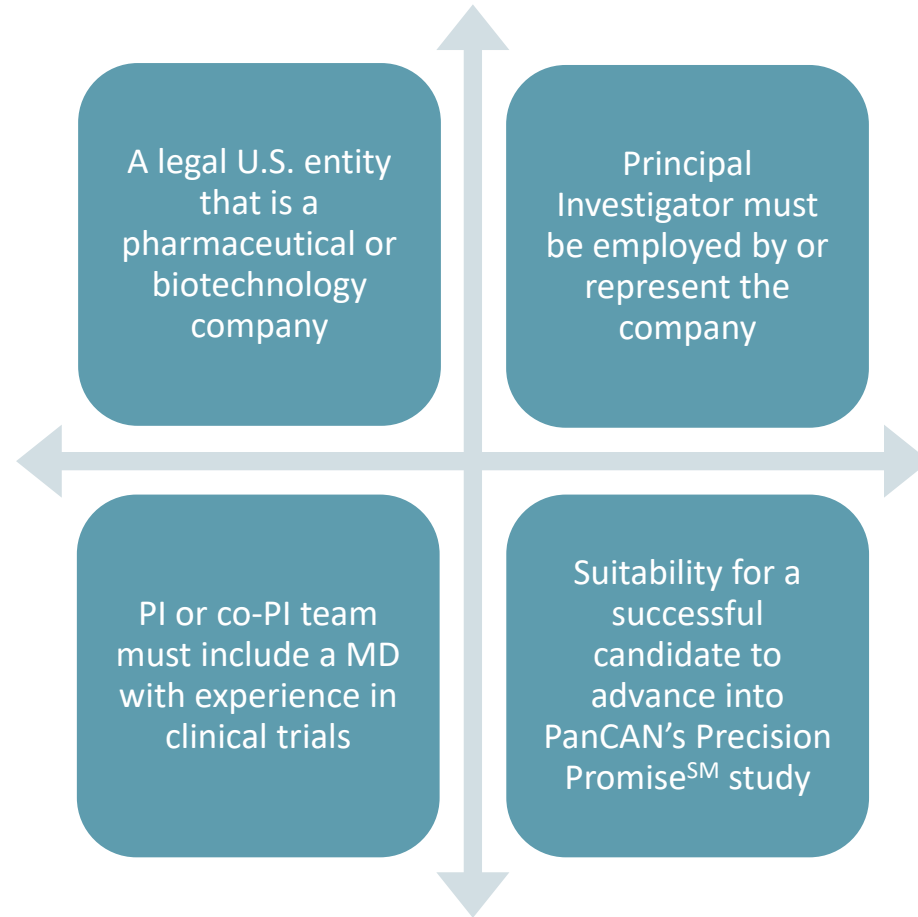 A legal U.S. entity
that is a
pharmaceutical or
biotechnology
company
Principal
Investigator must
be employed by or
represent the
company
PI or co-PI team
must include a MD
with experience in
clinical trials
Suitability for a
successful
candidate to
advance into
PanCAN’s Precision
Promise℠ study